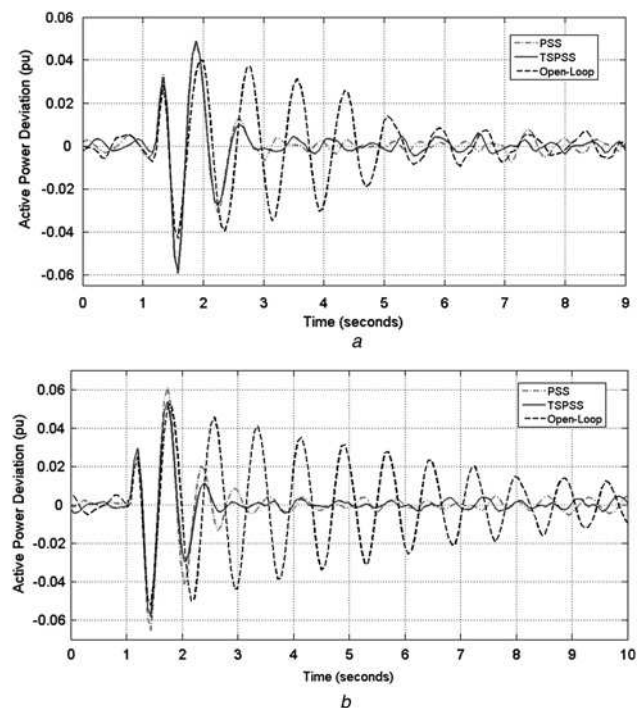 0.06
0.04
0.02
0
-0.02
-0.04
-0.06
Active Power Deviation (pu)
PSS
TSPSS
Open-Loop
0 1 2 3 4 5 6 7 8 9
Time (seconds)
a
0.06
0.04
0.02
0
-0.02
-0.04
-0.06
Active Power Deviation (pu)
PSS
TSPSS
Open-Loop
0 1 2 3 4 5 6 7 8 9 10
Time (seconds)
b